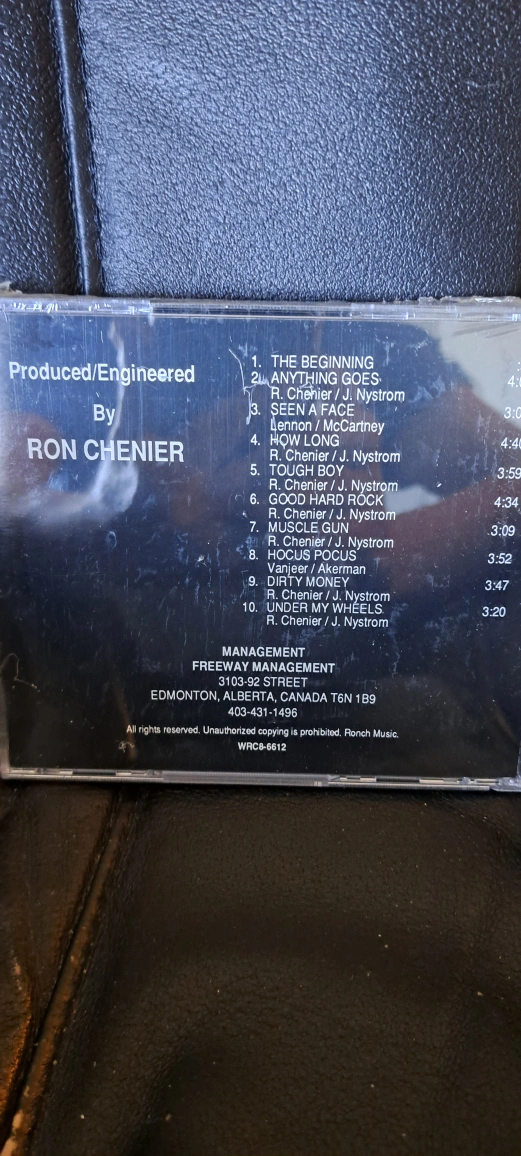 Produced/Engineered
By
RON CHENIER
1. THE BEGINNING
2. ANYTHING GOES
R. Chenier / J. Nystrom
3. SEEN A FACE
Lennon / McCartney
4. HOW LONG 4:40
R. Chenier / J. Nystrom
5. TOUGH BOY 3:59
R. Chenier / J. Nystrom
6. GOOD HARD ROCK 4:34
R. Chenier / J. Nystrom
7. MUSCLE GUN 3:09
R. Chenier / J. Nystrom
8. HOCUS POCUS 3:52
Vanjeer / Akerman
9. DIRTY MONEY 3:47
R. Chenier / J. Nystrom
10. UNDER MY WHEELS 3:20
R. Chenier / J. Nystrom
MANAGEMENT
FREEWAY MANAGEMENT
3103-92 STREET
EDMONTON, ALBERTA, CANADA T6N 1B9
403-431-1496
All rights reserved. Unauthorized copying is prohibited. Ronch Music.
WRC8-6612